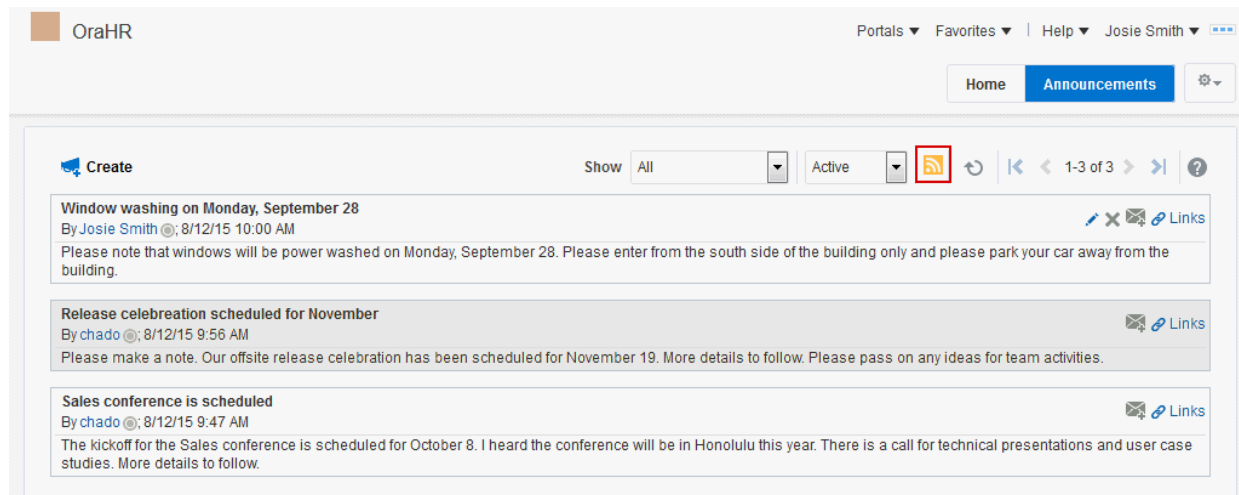 OraHR
Portals Favorites | Help Josie Smith
Home Announcements
Create Show All Active 1-3 of 3 ?
Window washing on Monday, September 28
By Josie Smith ; 8/12/15 10:00 AM
Links
Please note that windows will be power washed on Monday, September 28. Please enter from the south side of the building only and please park your car away from the
building.
Release celebreation scheduled for November
By chado ; 8/12/15 9:56 AM
Links
Please make a note. Our offsite release celebration has been scheduled for November 19. More details to follow. Please pass on any ideas for team activities.
Sales conference is scheduled
By chado ; 8/12/15 9:47 AM
Links
The kickoff for the Sales conference is scheduled for October 8. I heard the conference will be in Honolulu this year. There is a call for technical presentations and user case
studies. More details to follow.